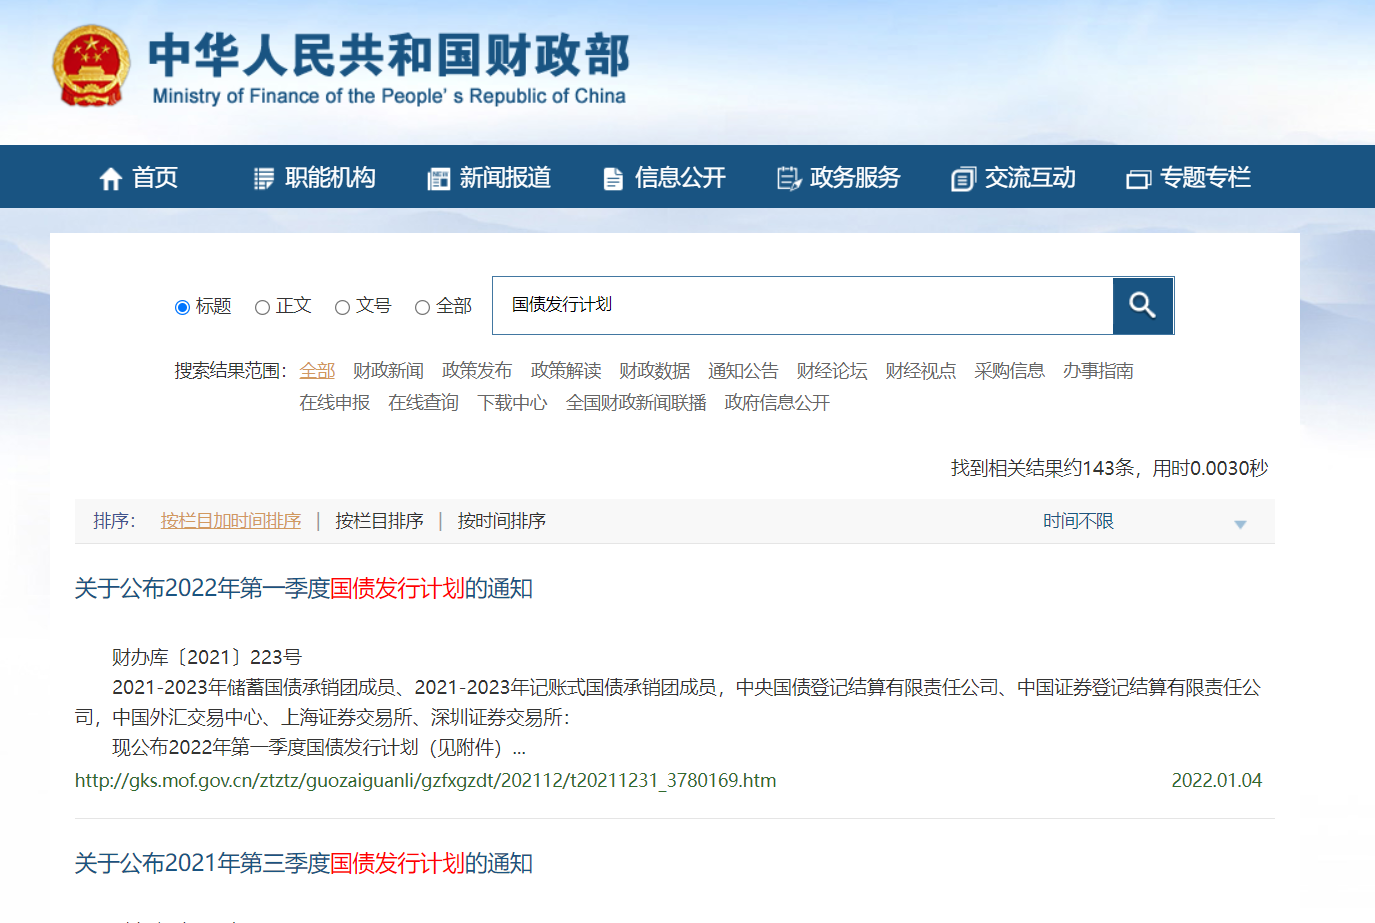 中华人民共和国财政部
Ministry of Finance of the People’ s Republic of China
首页 职能机构 新闻报道 信息公开 政务服务 交流互动 专题专栏
标题 正文 文号 全部 国债发行计划
搜索结果范围： 全部 财政新闻 政策发布 政策解读 财政数据 通知公告 财经论坛 财经视点 采购信息 办事指南
在线申报 在线查询 下载中心 全国财政新闻联播 政府信息公开
找到相关结果约143条，用时0.0030秒
排序： 按栏目加时间排序 | 按栏目排序 | 按时间排序 时间不限
关于公布2022年第一季度国债发行计划的通知
财办库〔2021〕223号
2021-2023年储蓄国债承销团成员、2021-2023年记账式国债承销团成员，中央国债登记结算有限责任公司、中国证券登记结算有限责任公
司，中国外汇交易中心、上海证券交易所、深圳证券交易所：
现公布2022年第一季度国债发行计划（见附件）...
http://gks.mof.gov.cn/ztztz/guozaiguanli/gzfxgzdt/202112/t20211231_3780169.htm 2022.01.04
关于公布2021年第三季度国债发行计划的通知